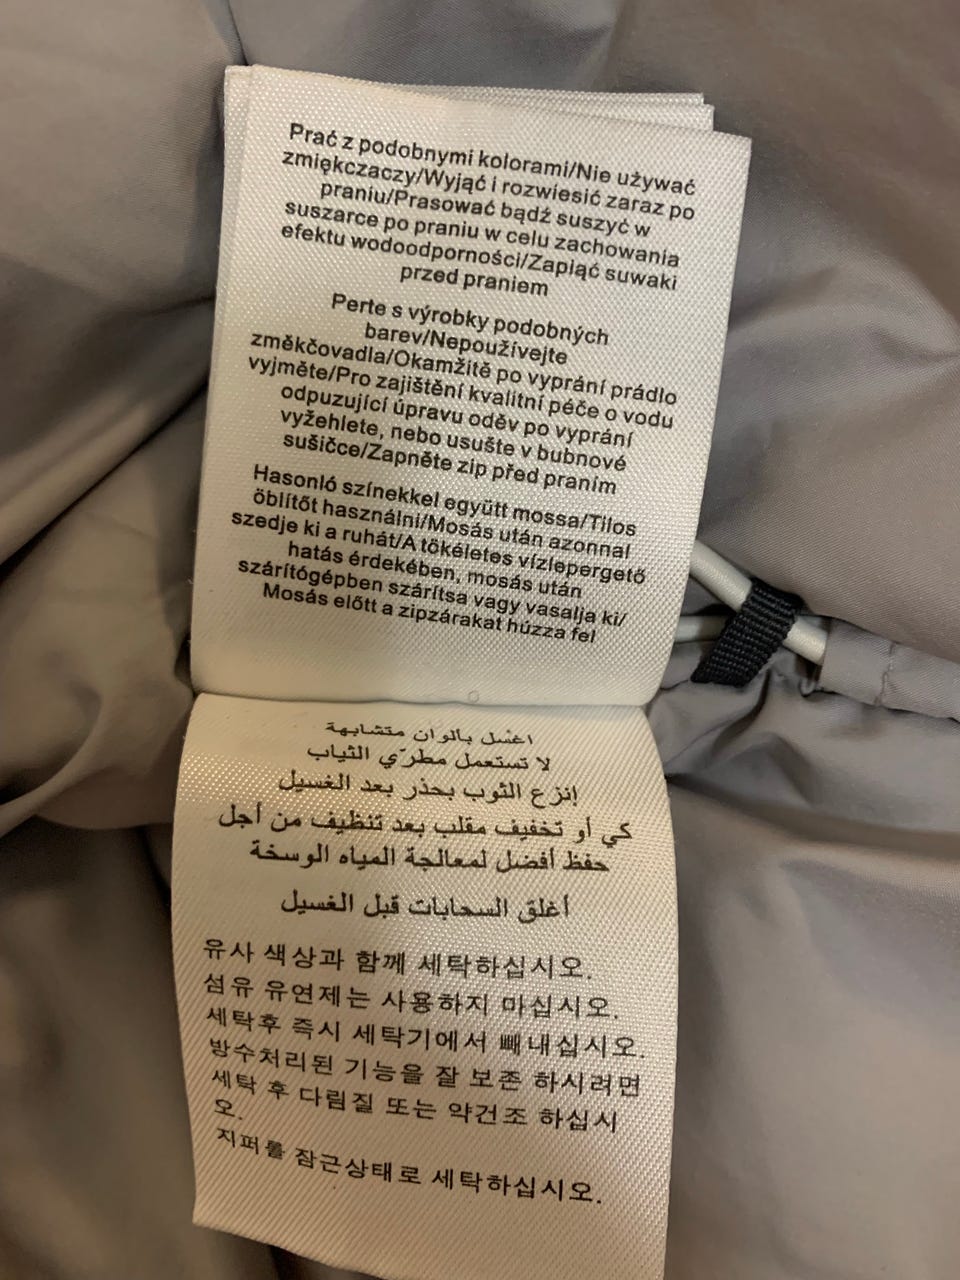 Prać z podobnymi kolorami/Nie używać
zmiękczaczy/Wyjąć i rozwiesić zaraz po
praniu/Prasować bądź suszyć w
suszarce po praniu w celu zachowania
efektu wodoodporności/Zapiąć suwaki
przed praniem
Perte s výrobky podobných
barev/Nepoužívejte
změkčovadla/Okamžitě po vyprání prádlo
vyjměte/Pro zajištění kvalitní péče o vodu
odpuzující úpravu oděv po vyprání
vyžehlete, nebo usušte v bubnové
sušičce/Zapněte zip před praním
Hasonló színekkel együtt mossa/Tilos
öblítőt használni/Mosás után azonnal
szedje ki a ruhát/A tökéletes vízlepergető
hatás érdekében, mosás után
szárítógépben szárítsa vagy vasalja ki/
Mosás előtt a zipzárakat húzza fel
اغسل بالوان متشابهة
لا تستعمل مطرّي الثياب
إنزع الثوب بحذر بعد الغسيل
كي أو تخفيف مقلب بعد تنظيف من أجل
حفظ أفضل لمعالجة المياه الوسخة
أغلق السحابات قبل الغسيل
유사 색상과 함께 세탁하십시오.
섬유 유연제는 사용하지 마십시오.
세탁후 즉시 세탁기에서 빼내십시오.
방수처리된 기능을 잘 보존 하시려면
세탁 후 다림질 또는 약건조 하십시
오.
지퍼를 잠근상태로 세탁하십시오.